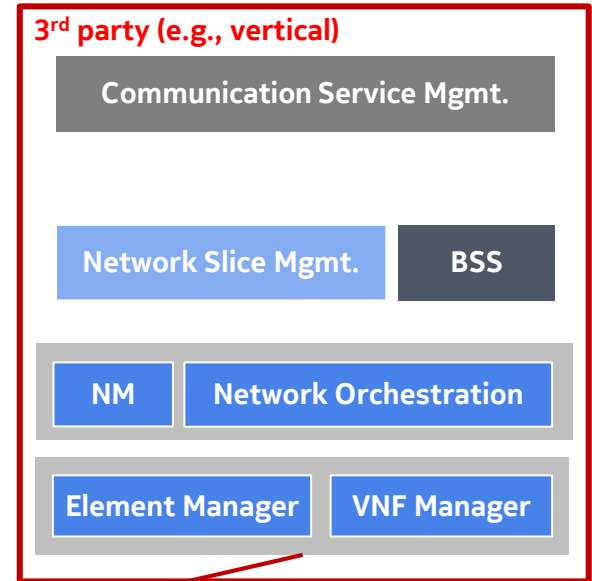 3rd party (e.g., vertical)
Communication Service Mgmt.
Network Slice Mgmt. BSS
NM Network Orchestration
Element Manager VNF Manager